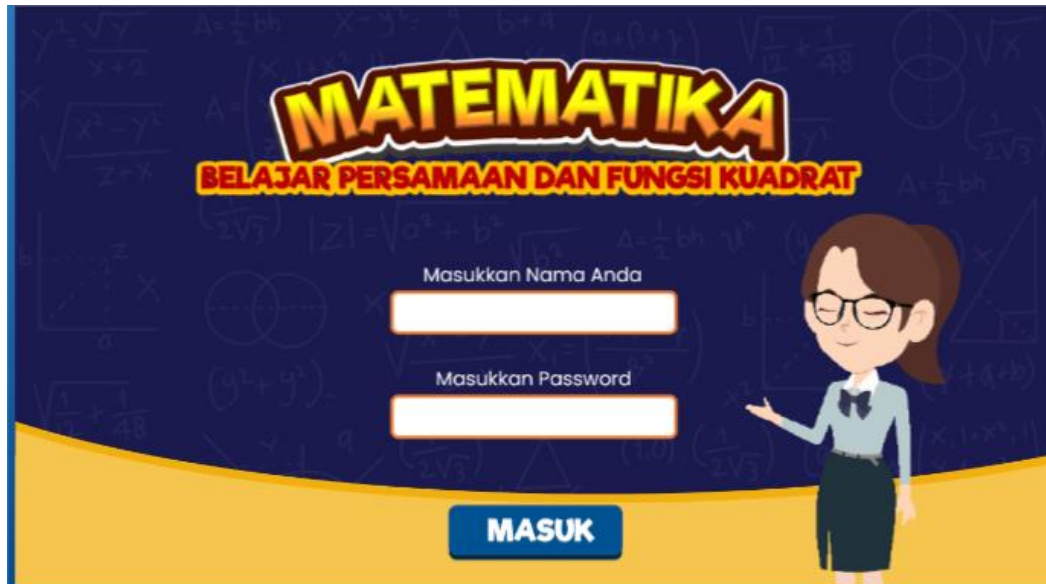 MATEMATIKA
BELAJAR PERSAMAAN DAN FUNGSI KUADRAT
Masukkan Nama Anda
Masukkan Password
MASUK